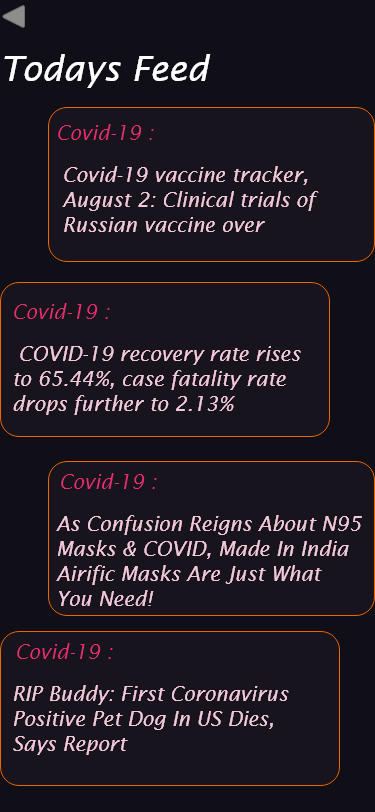 Todays Feed
Covid-19 :
Covid-19 vaccine tracker,
August 2: Clinical trials of
Russian vaccine over
Covid-19 :
COVID-19 recovery rate rises
to 65.44%, case fatality rate
drops further to 2.13%
Covid-19 :
As Confusion Reigns About N95
Masks & COVID, Made In India
Airific Masks Are Just What
You Need!
Covid-19 :
RIP Buddy: First Coronavirus
Positive Pet Dog In US Dies,
Says Report